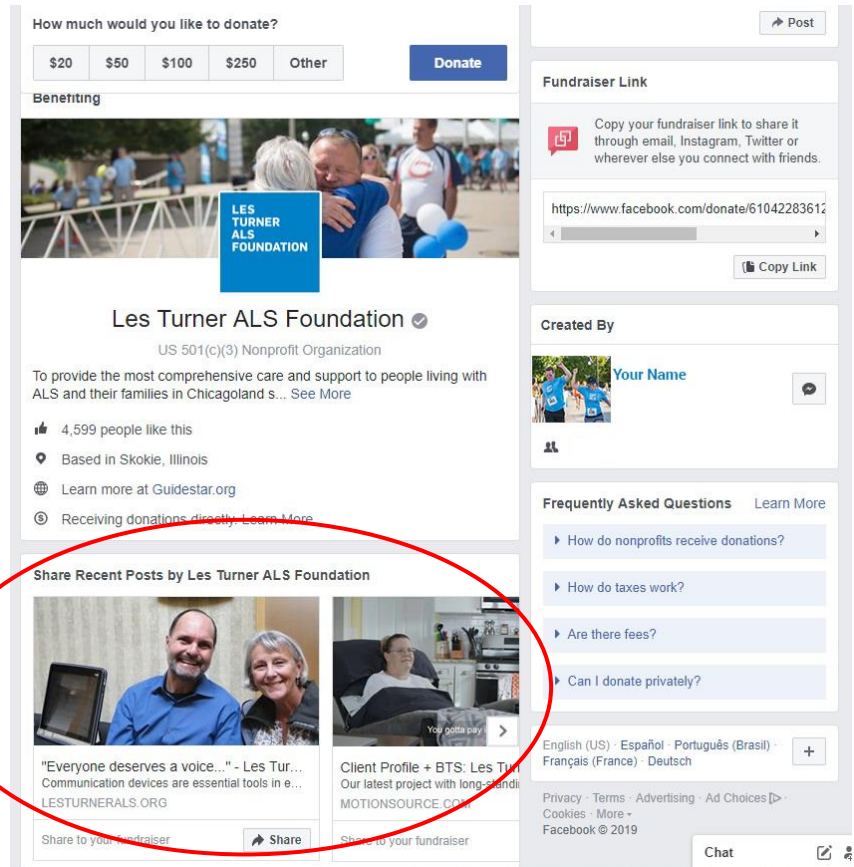 How much would you like to donate?
$20 $50 $100 $250 Other Donate
Benefiting
LES
TURNER
ALS
FOUNDATION
Les Turner ALS Foundation
US 501(c)(3) Nonprofit Organization
To provide the most comprehensive care and support to people living with
ALS and their families in Chicagoland s... See More
4,599 people like this
Based in Skokie, Illinois
Learn more at Guidestar.org
Receiving donations directly. Learn More
Share Recent Posts by Les Turner ALS Foundation
You gotta pay
"Everyone deserves a voice..." - Les Tur...
Communication devices are essential tools in e...
LESTURNERALS.ORG
Share to your fundraiser Share
Client Profile + BTS: Les Turn
Our latest project with long-standi
MOTIONSOURCE.COM
Share to your fundraiser
Post
Fundraiser Link
Copy your fundraiser link to share it
through email, Instagram, Twitter or
wherever else you connect with friends.
https://www.facebook.com/donate/61042283612
Copy Link
Created By
Your Name
Frequently Asked Questions Learn More
How do nonprofits receive donations?
How do taxes work?
Are there fees?
Can I donate privately?
English (US) · Español · Português (Brasil) ·
Français (France) · Deutsch
Privacy · Terms · Advertising · Ad Choices ·
Cookies · More
Facebook © 2019
Chat